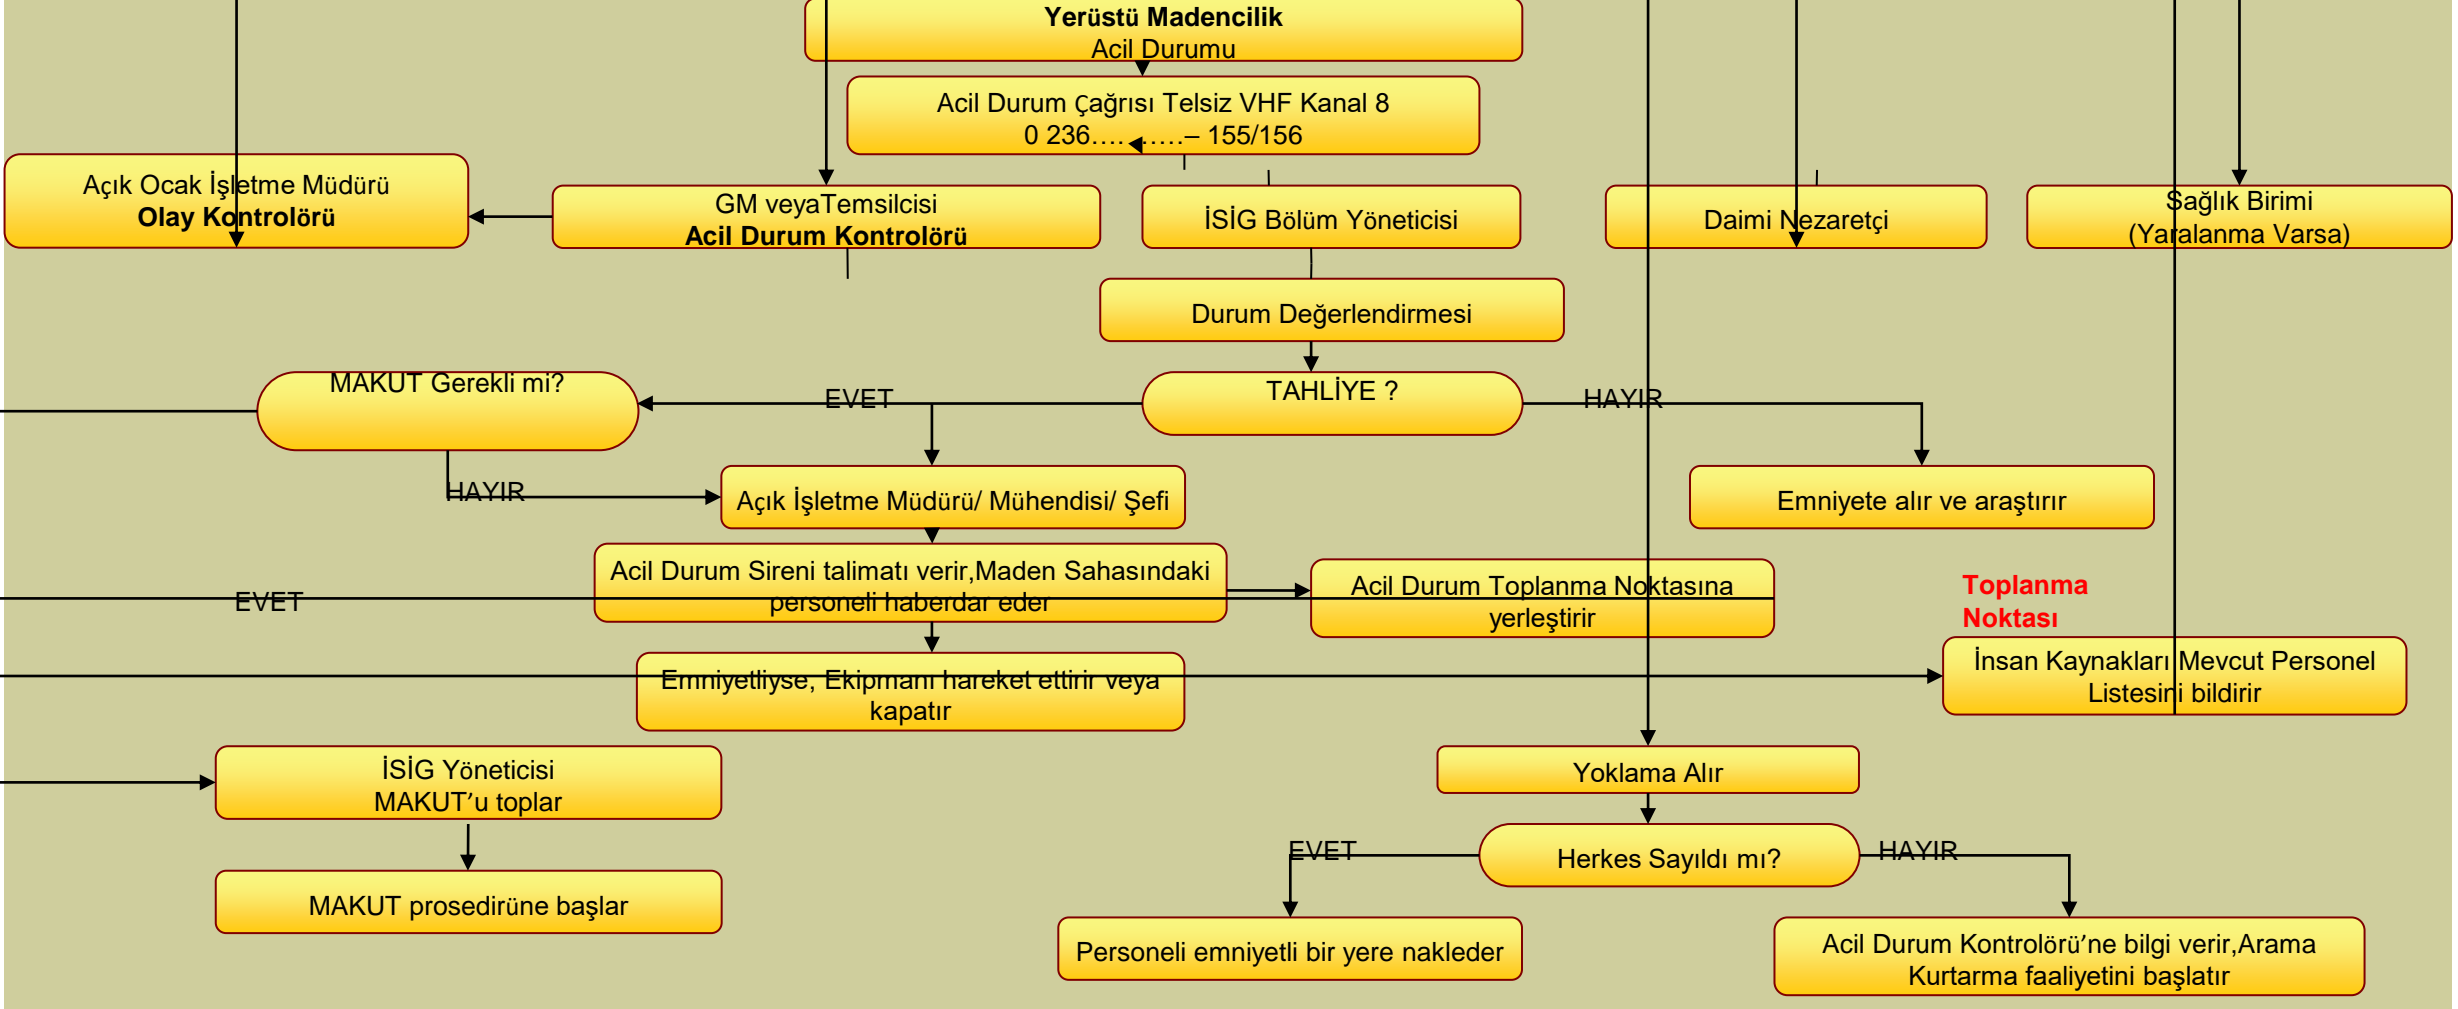 Yerüstü Madencilik
Acil Durumu
Acil Durum Çağrısı Telsiz VHF Kanal 8
0 236..........– 155/156
Açık Ocak İşletme Müdürü
Olay Kontrolörü
GM veyaTemsilcisi
Acil Durum Kontrolörü
İSİG Bölüm Yöneticisi
Daimi Nezaretçi
Sağlık Birimi
(Yaralanma Varsa)
Durum Değerlendirmesi
MAKUT Gerekli mi?
EVET
TAHLİYE ?
HAYIR
HAYIR
Açık İşletme Müdürü/ Mühendisi/ Şefi
Emniyete alır ve araştırır
Acil Durum Sireni talimatı verir,Maden Sahasındaki
personeli haberdar eder
EVET
Acil Durum Toplanma Noktasına
yerleştirir
Toplanma
Noktası
Emniyetliyse, Ekipmanı hareket ettirir veya
kapatır
İnsan Kaynakları Mevcut Personel
Listesini bildirir
İSİG Yöneticisi
MAKUT’u toplar
Yoklama Alır
EVET
Herkes Sayıldı mı?
HAYIR
MAKUT prosedirüne başlar
Personeli emniyetli bir yere nakleder
Acil Durum Kontrolörü’ne bilgi verir,Arama
Kurtarma faaliyetini başlatır